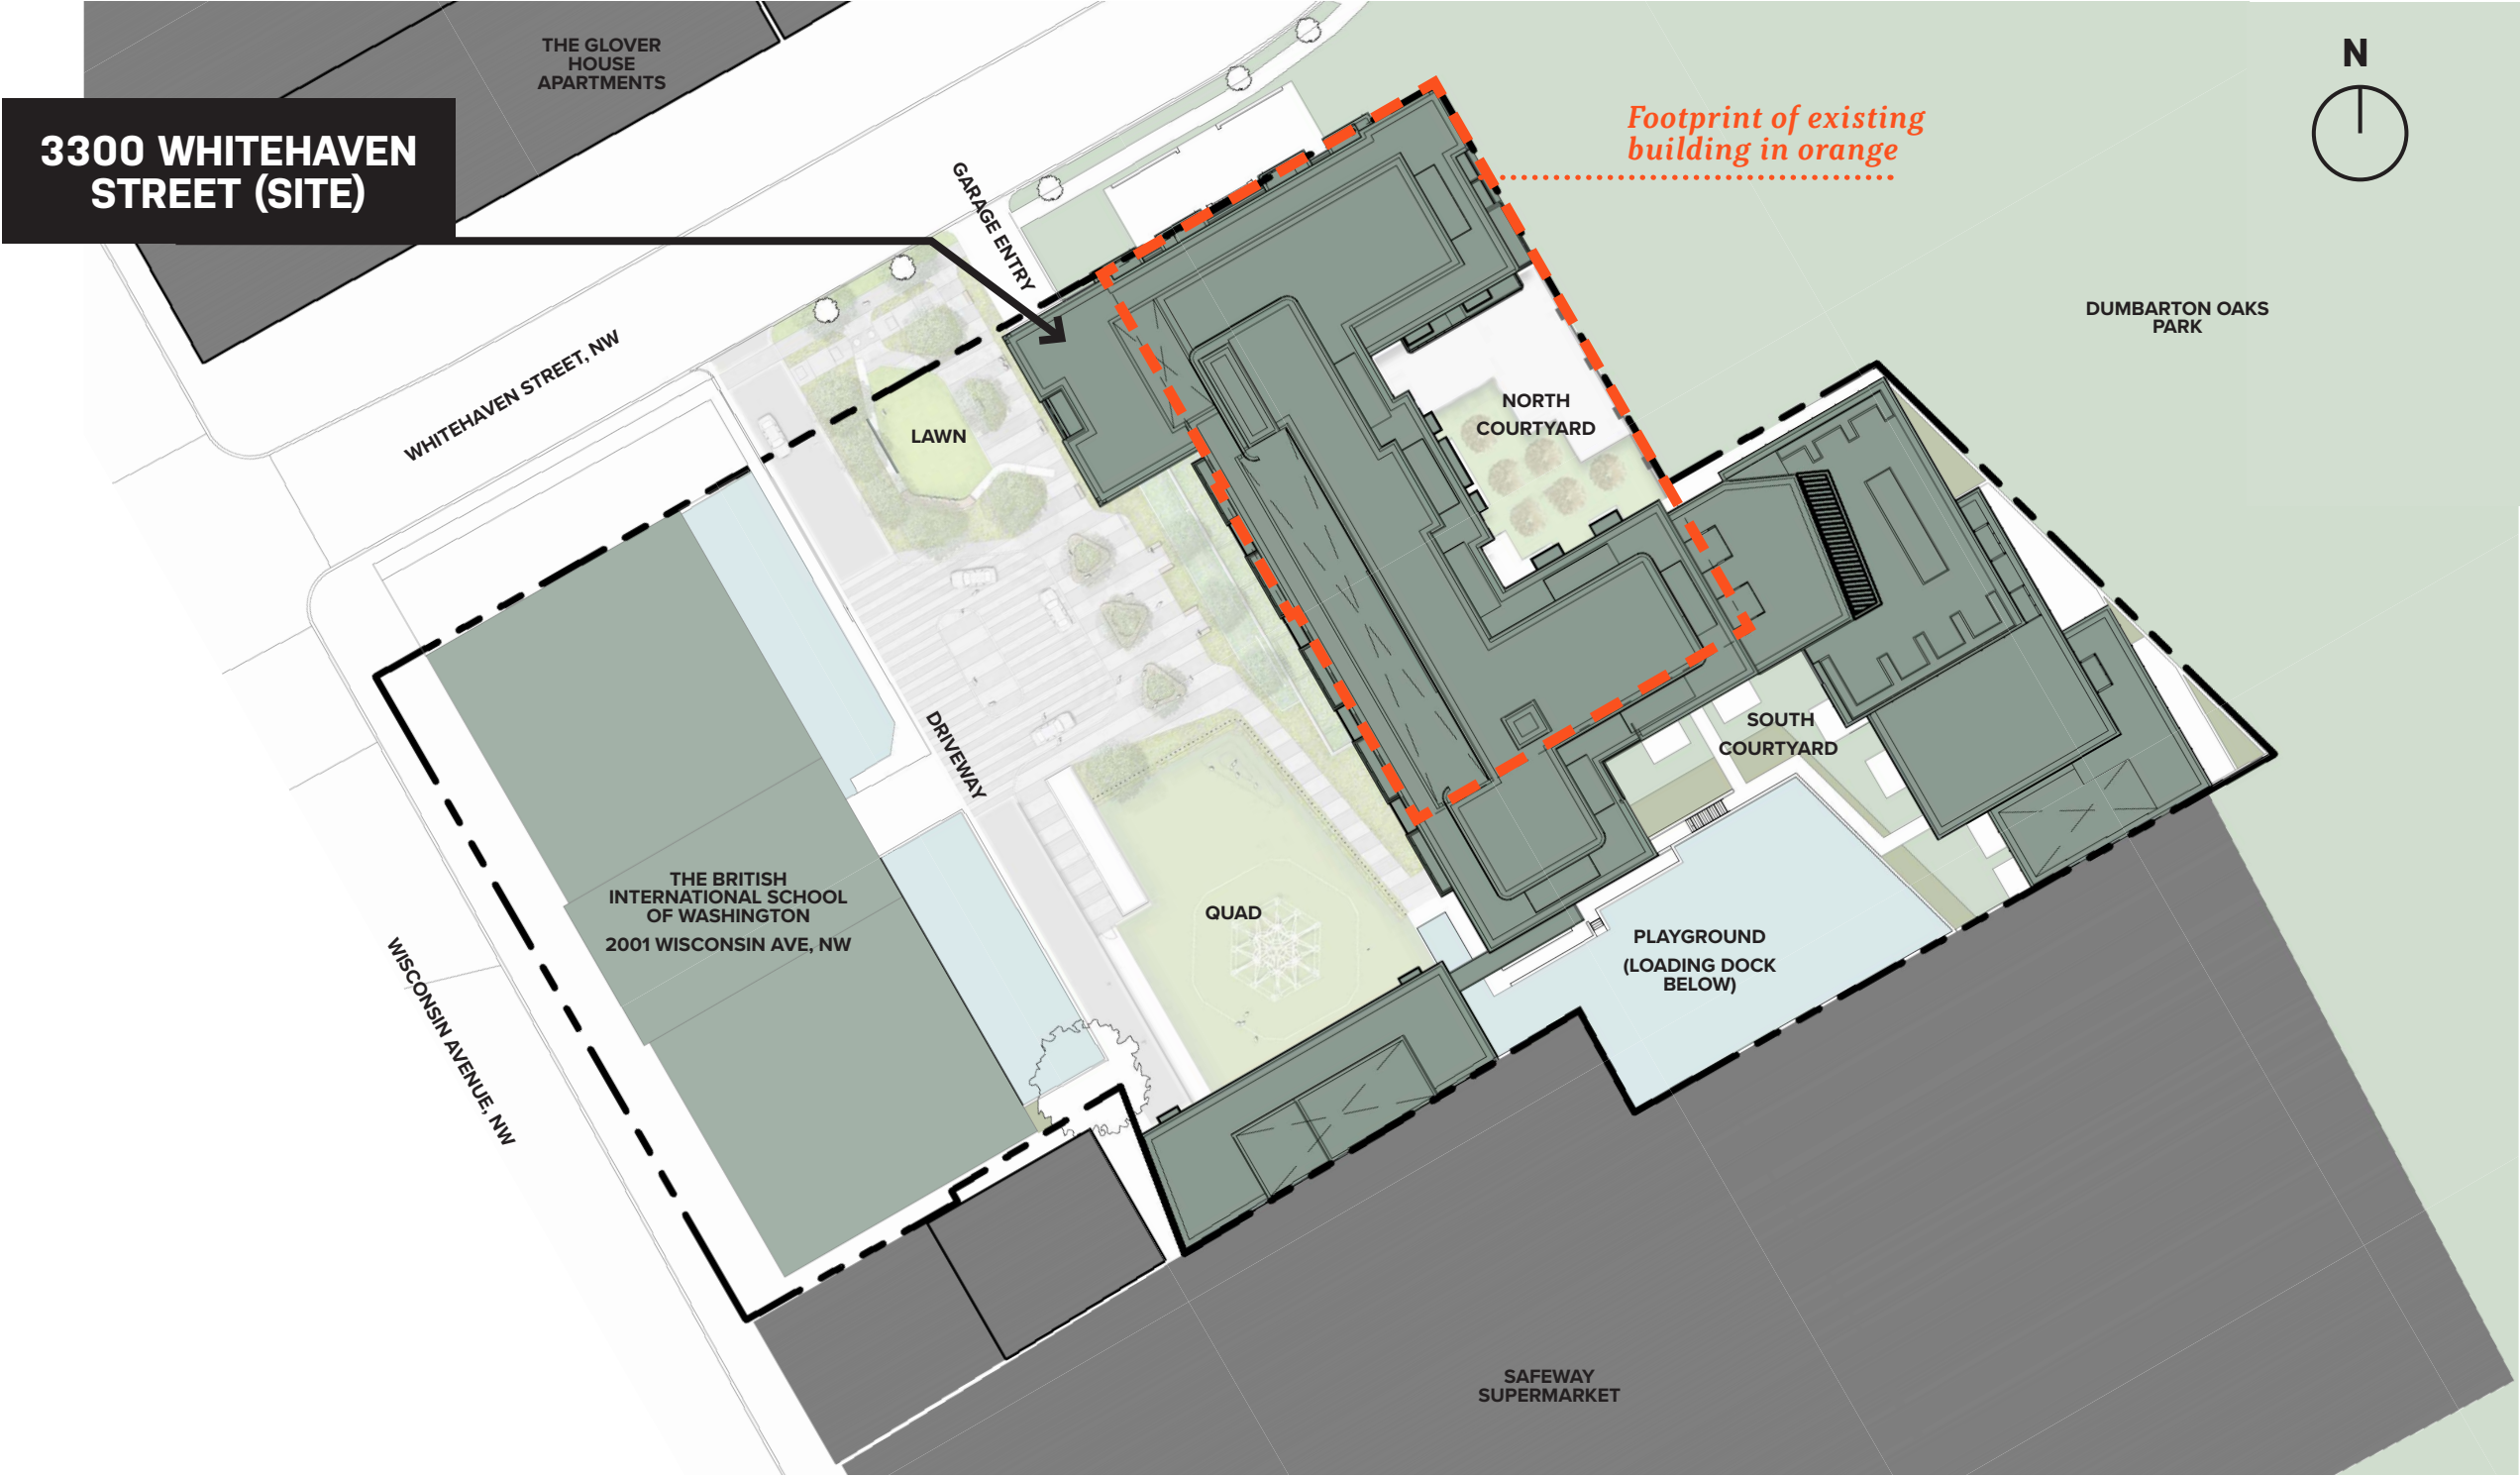 THE GLOVER
HOUSE
APARTMENTS
N
3300 WHITEHAVEN
STREET (SITE)
Footprint of existing
building in orange
GARAGE ENTRY
DUMBARTON OAKS
PARK
WHITEHAVEN STREET, NW
LAWN
NORTH
COURTYARD
DRIVEWAY
SOUTH
COURTYARD
THE BRITISH
INTERNATIONAL SCHOOL
OF WASHINGTON
2001 WISCONSIN AVE, NW
QUAD
PLAYGROUND
(LOADING DOCK
BELOW)
WISCONSIN AVENUE, NW
SAFEWAY
SUPERMARKET